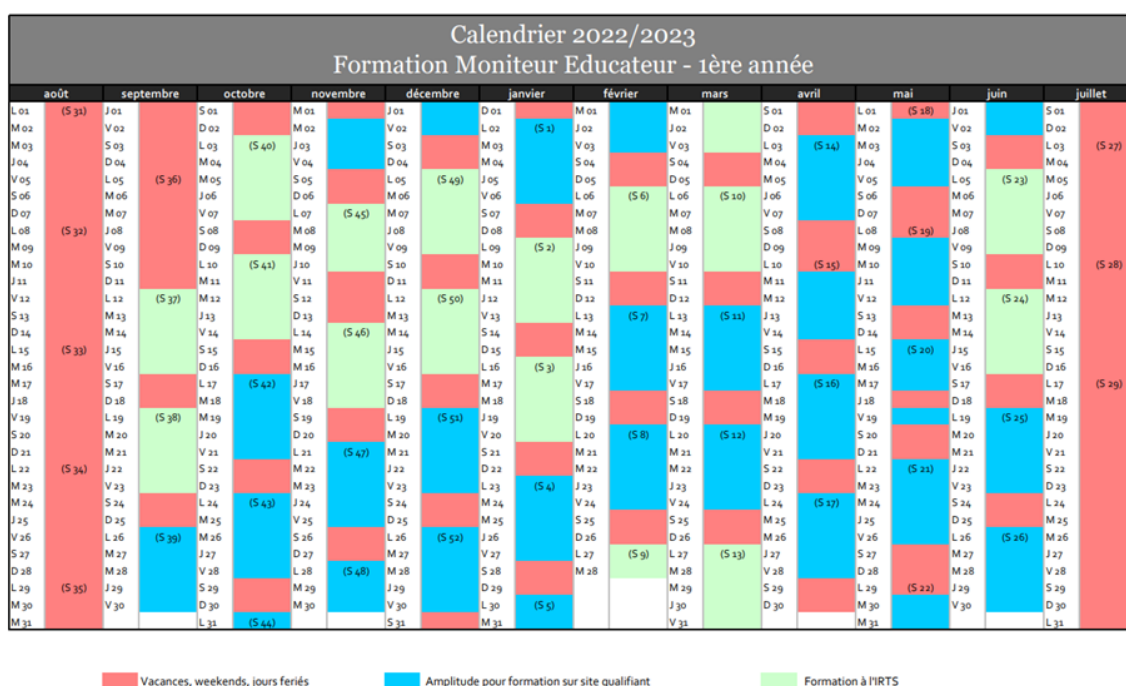 Calendrier 2022/2023
Formation Moniteur Educateur - 1ère année
août septembre octobre novembre décembre janvier février mars avril mai juin juillet
L 01 (S 31) J 01 S 01 M 01 J 01 D 01 M 01 M 01 S 01 L 01 (S 18) J 01 S 01
M 02 V 02 D 02 M 02 V 02 L 02 (S 1) J 02 J 02 D 02 M 02 V 02 D 02
M 03 S 03 L 03 (S 40) J 03 S 03 M 03 V 03 V 03 L 03 (S 14) M 03 S 03 L 03 (S 27)
J 04 D 04 M 04 V 04 D 04 M 04 S 04 S 04 M 04 J 04 D 04 M 04
V 05 L 05 (S 36) M 05 S 05 L 05 (S 49) J 05 D 05 D 05 M 05 V 05 L 05 (S 23) M 05
S 06 M 06 J 06 D 06 M 06 V 06 L 06 (S 6) L 06 (S 10) J 06 S 06 M 06 J 06
D 07 M 07 V 07 L 07 (S 45) M 07 S 07 M 07 M 07 V 07 D 07 M 07 V 07
L 08 (S 32) J 08 S 08 M 08 J 08 D 08 M 08 M 08 S 08 L 08 (S 19) J 08 S 08
M 09 V 09 D 09 M 09 V 09 L 09 (S 2) J 09 J 09 D 09 M 09 V 09 D 09
M 10 S 10 L 10 (S 41) J 10 S 10 M 10 V 10 V 10 L 10 (S 15) M 10 S 10 L 10 (S 28)
J 11 D 11 M 11 V 11 D 11 M 11 S 11 S 11 M 11 J 11 D 11 M 11
V 12 L 12 (S 37) M 12 S 12 L 12 (S 50) J 12 D 12 D 12 M 12 V 12 L 12 (S 24) M 12
S 13 M 13 J 13 D 13 M 13 V 13 L 13 (S 7) L 13 (S 11) J 13 S 13 M 13 J 13
D 14 M 14 V 14 L 14 (S 46) M 14 S 14 M 14 M 14 V 14 D 14 M 14 V 14
L 15 (S 33) J 15 S 15 M 15 J 15 D 15 M 15 M 15 S 15 L 15 (S 20) J 15 S 15
M 16 V 16 D 16 M 16 V 16 L 16 (S 3) J 16 J 16 D 16 M 16 V 16 D 16
M 17 S 17 L 17 (S 42) J 17 S 17 M 17 V 17 V 17 L 17 (S 16) M 17 S 17 L 17 (S 29)
J 18 D 18 M 18 V 18 D 18 M 18 S 18 S 18 M 18 J 18 D 18 M 18
V 19 L 19 (S 38) M 19 S 19 L 19 (S 51) J 19 D 19 D 19 M 19 V 19 L 19 (S 25) M 19
S 20 M 20 J 20 D 20 M 20 V 20 L 20 (S 8) L 20 (S 12) J 20 S 20 M 20 J 20
D 21 M 21 V 21 L 21 (S 47) M 21 S 21 M 21 M 21 V 21 D 21 M 21 V 21
L 22 (S 34) J 22 S 22 M 22 J 22 D 22 M 22 M 22 S 22 L 22 (S 21) J 22 S 22
M 23 V 23 D 23 M 23 V 23 L 23 (S 4) J 23 J 23 D 23 M 23 V 23 D 23
M 24 S 24 L 24 (S 43) J 24 S 24 M 24 V 24 V 24 L 24 (S 17) M 24 S 24 L 24
J 25 D 25 M 25 V 25 D 25 M 25 S 25 S 25 M 25 J 25 D 25 M 25
V 26 L 26 (S 39) M 26 S 26 L 26 (S 52) J 26 D 26 D 26 M 26 V 26 L 26 (S 26) M 26
S 27 M 27 J 27 D 27 M 27 V 27 L 27 (S 9) L 27 (S 13) J 27 S 27 M 27 J 27
D 28 M 28 V 28 L 28 (S 48) M 28 S 28 M 28 M 28 V 28 D 28 M 28 V 28
L 29 (S 35) J 29 S 29 M 29 J 29 D 29 M 29 S 29 L 29 (S 22) J 29 S 29
M 30 V 30 D 30 M 30 V 30 L 30 (S 5) J 30 D 30 M 30 V 30 D 30
M 31 L 31 (S 44) S 31 M 31 V 31 M 31 L 31
Vacances, weekends, jours feriés Amplitude pour formation sur site qualifiant Formation à l'IRTS